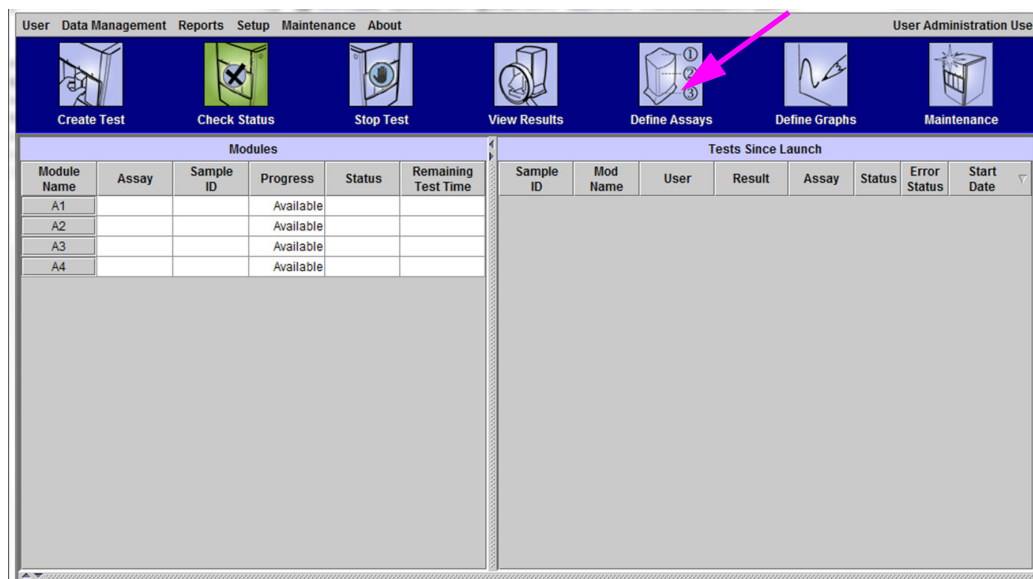 User Data Management Reports Setup Maintenance About User Administration Use
① 
② 
③
Create Test Check Status Stop Test View Results Define Assays Define Graphs Maintenance
Modules
Module Name Assay Sample ID Progress Status Remaining Test Time
A1 Available
A2 Available
A3 Available
A4 Available
Tests Since Launch
Sample ID Mod Name User Result Assay Status Error Status Start Date